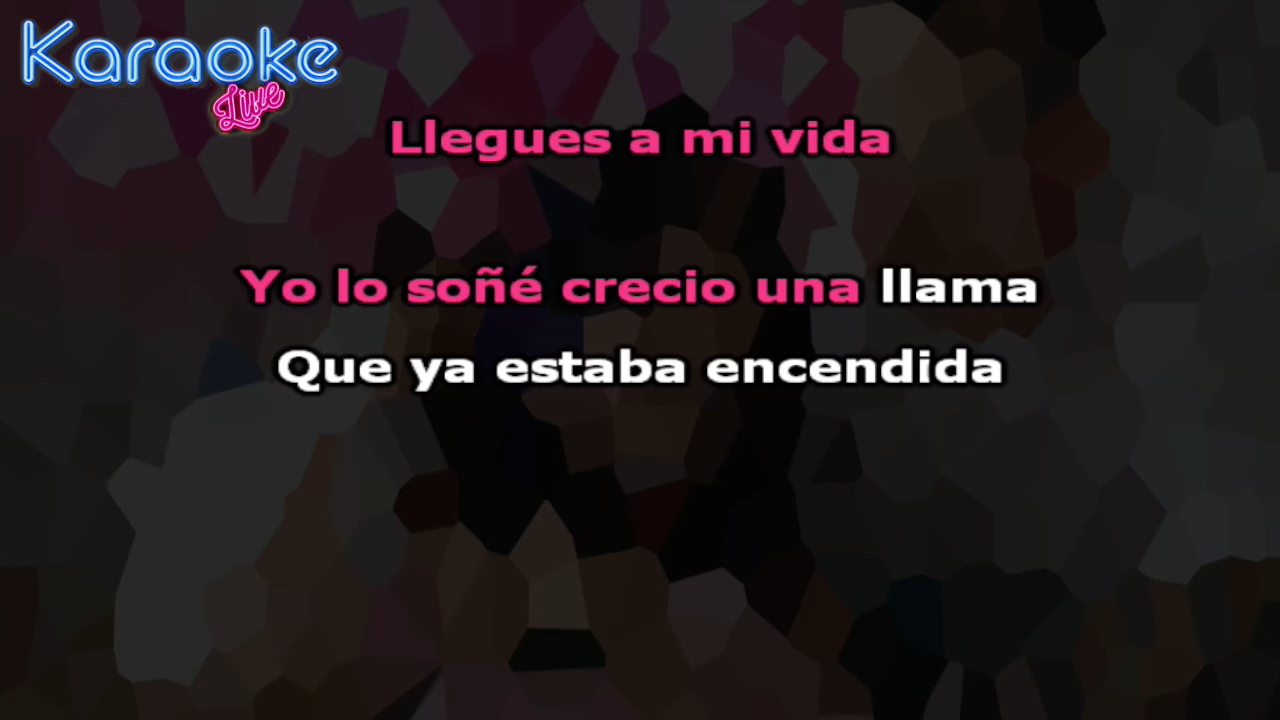 Karaoke
Live
Llegues a mi vida
Yo lo soñé crecio una llama
Que ya estaba encendida